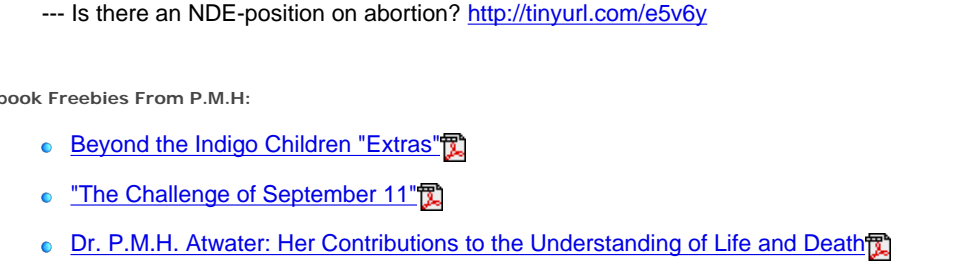 --- Is there an NDE-position on abortion? http://tinyurl.com/e5v6y
book Freebies From P.M.H:
Beyond the Indigo Children "Extras"
"The Challenge of September 11"
Dr. P.M.H. Atwater: Her Contributions to the Understanding of Life and Death